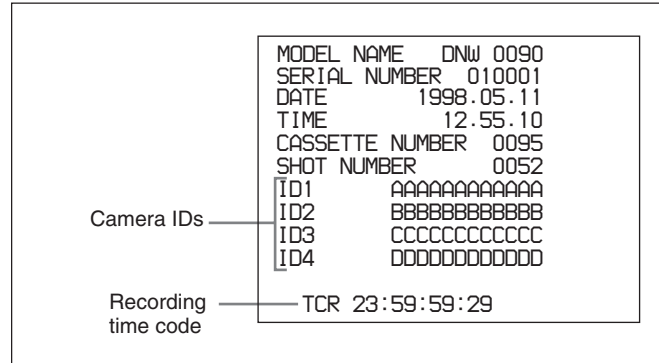 MODEL NAME DNW 0090
SERIAL NUMBER 010001
DATE 1998.05.11
TIME 12.55.10
CASSETTE NUMBER 0095
SHOT NUMBER 0052
Camera IDs
ID1 AAAAAAAAAAAA
ID2 BBBBBBBBBBBB
ID3 CCCCCCCCCCCC
ID4 DDDDDDDDDDDD
Recording
time code
TCR 23:59:59:29